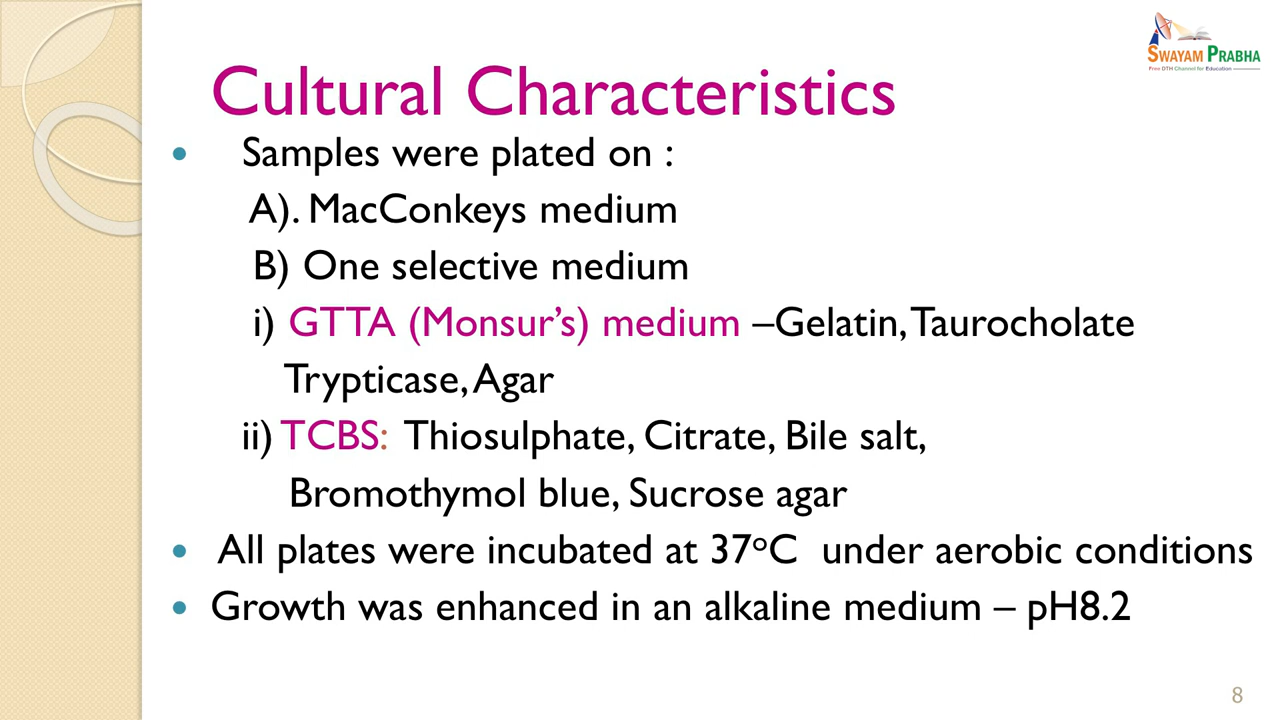 SWAYAM PRABHA
Free DTH Channel for Education
Cultural Characteristics
• Samples were plated on :
A). MacConkeys medium
B) One selective medium
i) GTTA (Monsur’s) medium –Gelatin, Taurocholate
Trypticase, Agar
ii) TCBS: Thiosulphate, Citrate, Bile salt,
Bromothymol blue, Sucrose agar
• All plates were incubated at 37°C under aerobic conditions
• Growth was enhanced in an alkaline medium – pH8.2
8